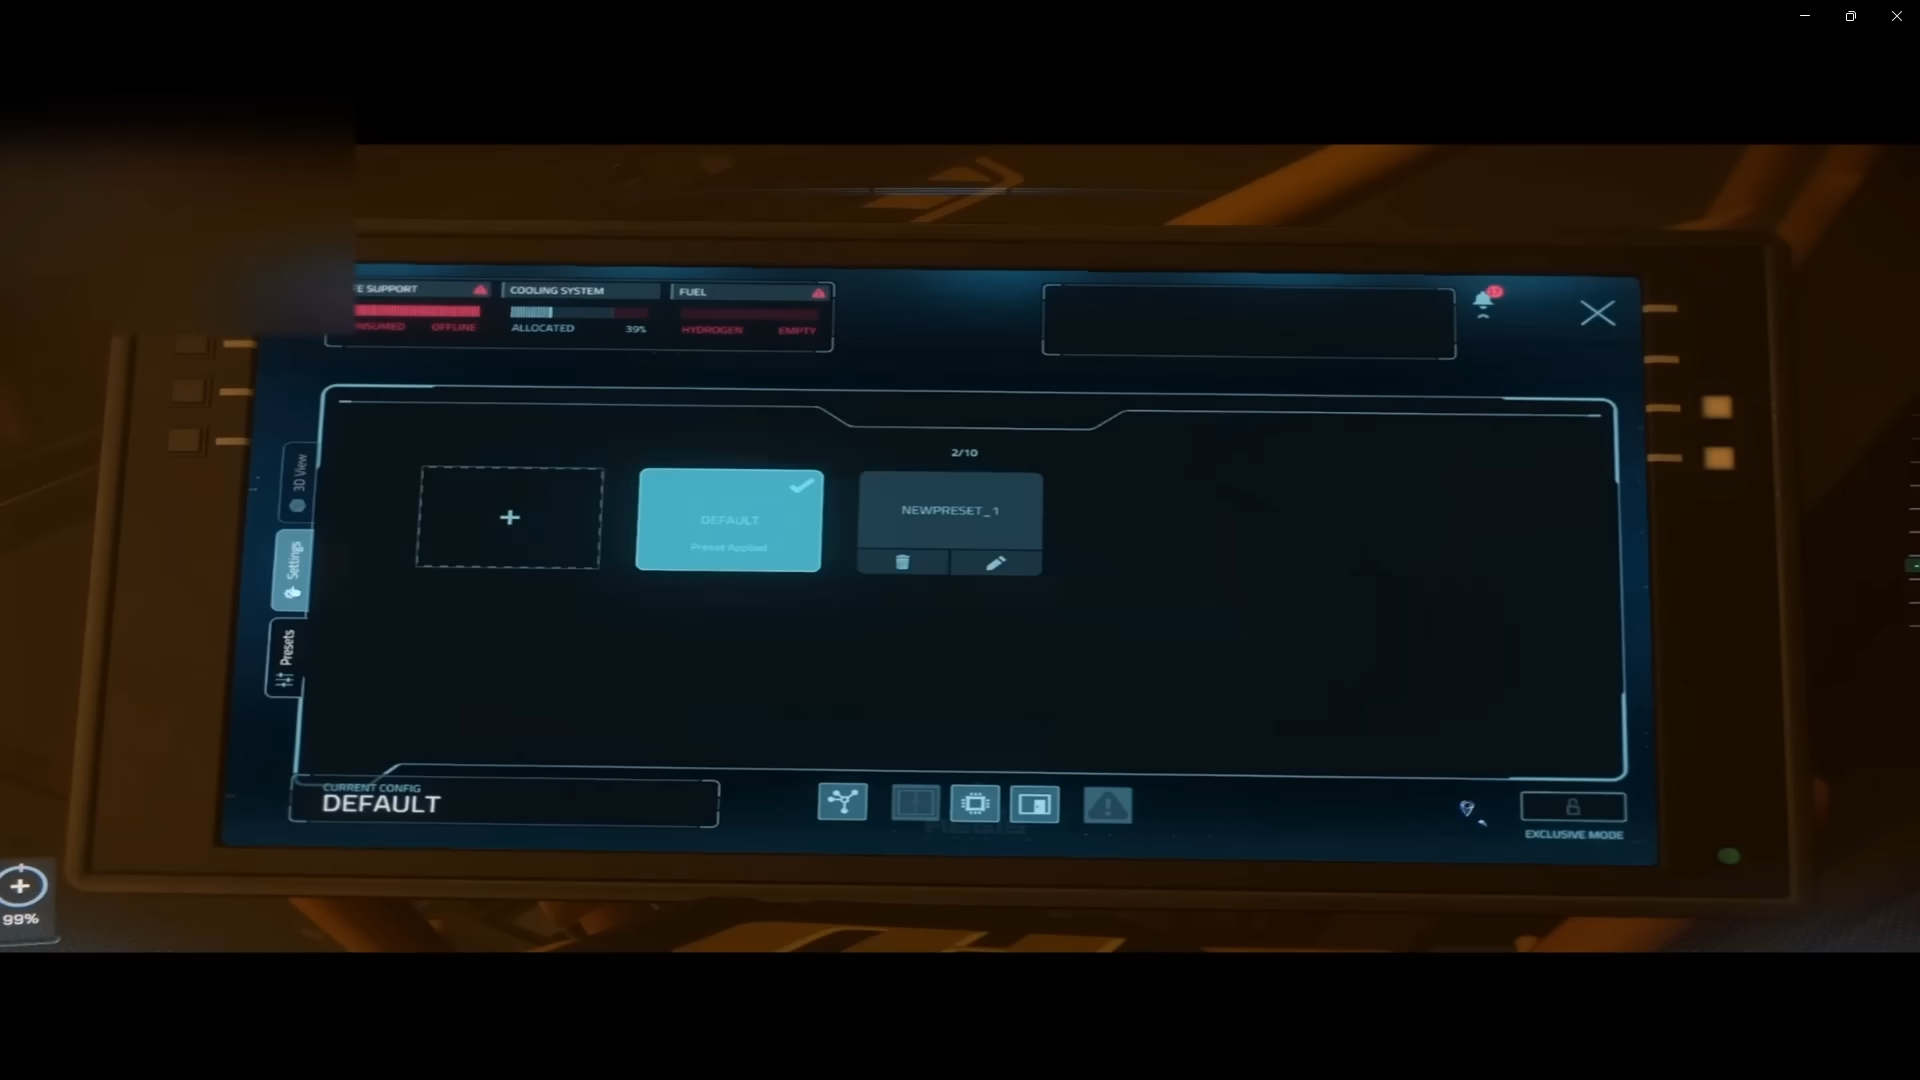 E SUPPORT
NSUMED OFFLINE
COOLING SYSTEM
ALLOCATED 39%
FUEL
HYDROGEN EMPTY
2/10
3D View
Settings
Presets
DEFAULT
Preset Applied
NEWPRESET_1
CURRENT CONFIG
DEFAULT
EXCLUSIVE MODE
99%